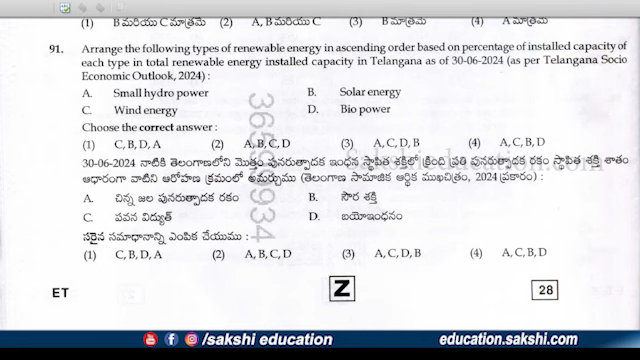 (1) B మరియు C మాత్రమే (2) A, B మరియు C (3) B మాత్రమే (4) A మాత్రమే
91. Arrange the following types of renewable energy in ascending order based on percentage of installed capacity of
each type in total renewable energy installed capacity in Telangana as of 30-06-2024 (as per Telangana Socio
Economic Outlook, 2024) :
A. Small hydro power B. Solar energy
C. Wind energy D. Bio power
Choose the correct answer :
(1) C, B, D, A (2) A, B, C, D (3) A, C, D, B (4) A, C, B, D
30-06-2024 నాటికి తెలంగాణలోని మొత్తం పునరుత్పాదక ఇంధన స్థాపిత శక్తిలో క్రింది ప్రతి పునరుత్పాదక రకం స్థాపిత శక్తి శాతం
ఆధారంగా వాటిని ఆరోహణ క్రమంలో అమర్చుము (తెలంగాణ సామాజిక ఆర్థిక ముఖచిత్రం, 2024 ప్రకారం) :
A. చిన్న జల పునరుత్పాదక రకం B. సౌర శక్తి
C. పవన విద్యుత్ D. బయోఇంధనం
సరైన సమాధానాన్ని ఎంపిక చేయుము :
(1) C, B, D, A (2) A, B, C, D (3) A, C, D, B (4) A, C, B, D
ET Z 28
/sakshi education education.sakshi.com